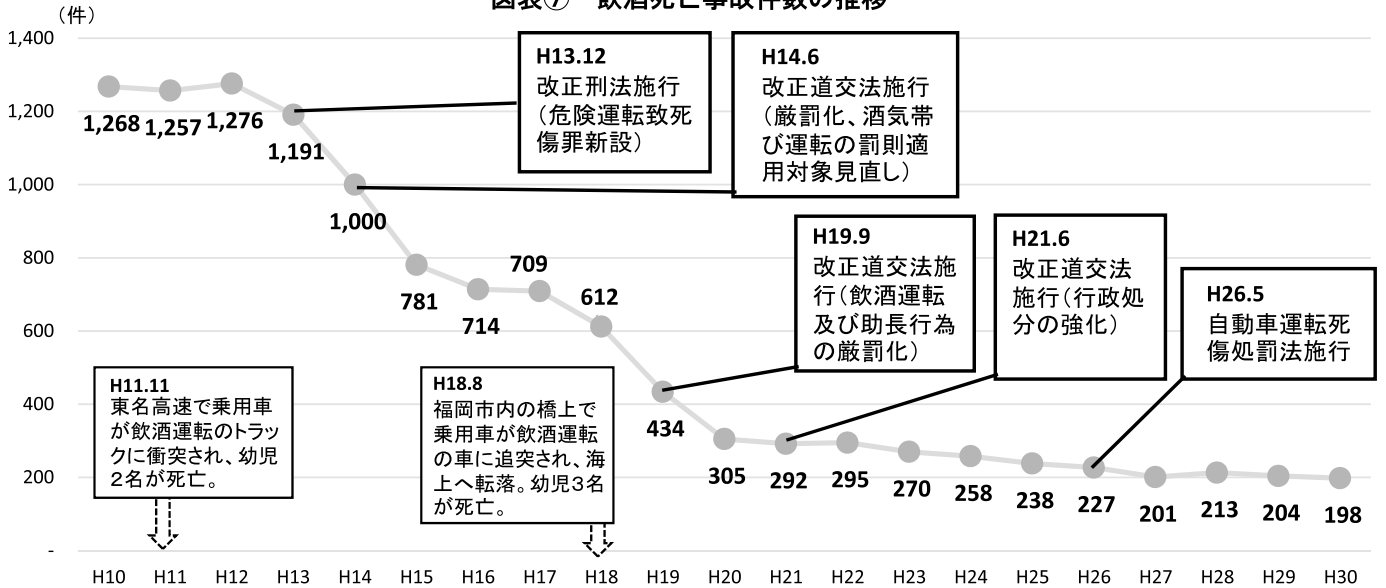 図表⑦　飲酒死亡事故件数の推移
（件）
1,400
1,200
1,000
800
600
400
200
-
1,268
1,257
1,276
1,191
1,000
781
714
709
612
434
305
292
295
270
258
238
227
201
213
204
198
H13.12
改正刑法施行
（危険運転致死
傷罪新設）
H14.6
改正道交法施行
（厳罰化、酒気帯
び運転の罰則適
用対象見直し）
H19.9
改正道交法施
行（飲酒運転
及び助長行為
の厳罰化）
H21.6
改正道交法
施行（行政処
分の強化）
H26.5
自動車運転死
傷処罰法施行
H11.11
東名高速で乗用車
が飲酒運転のトラッ
クに衝突され、幼児
２名が死亡。
H18.8
福岡市内の橋上で
乗用車が飲酒運転
の車に追突され、海
上へ転落。幼児３名
が死亡。
H10 H11 H12 H13 H14 H15 H16 H17 H18 H19 H20 H21 H22 H23 H24 H25 H26 H27 H28 H29 H30